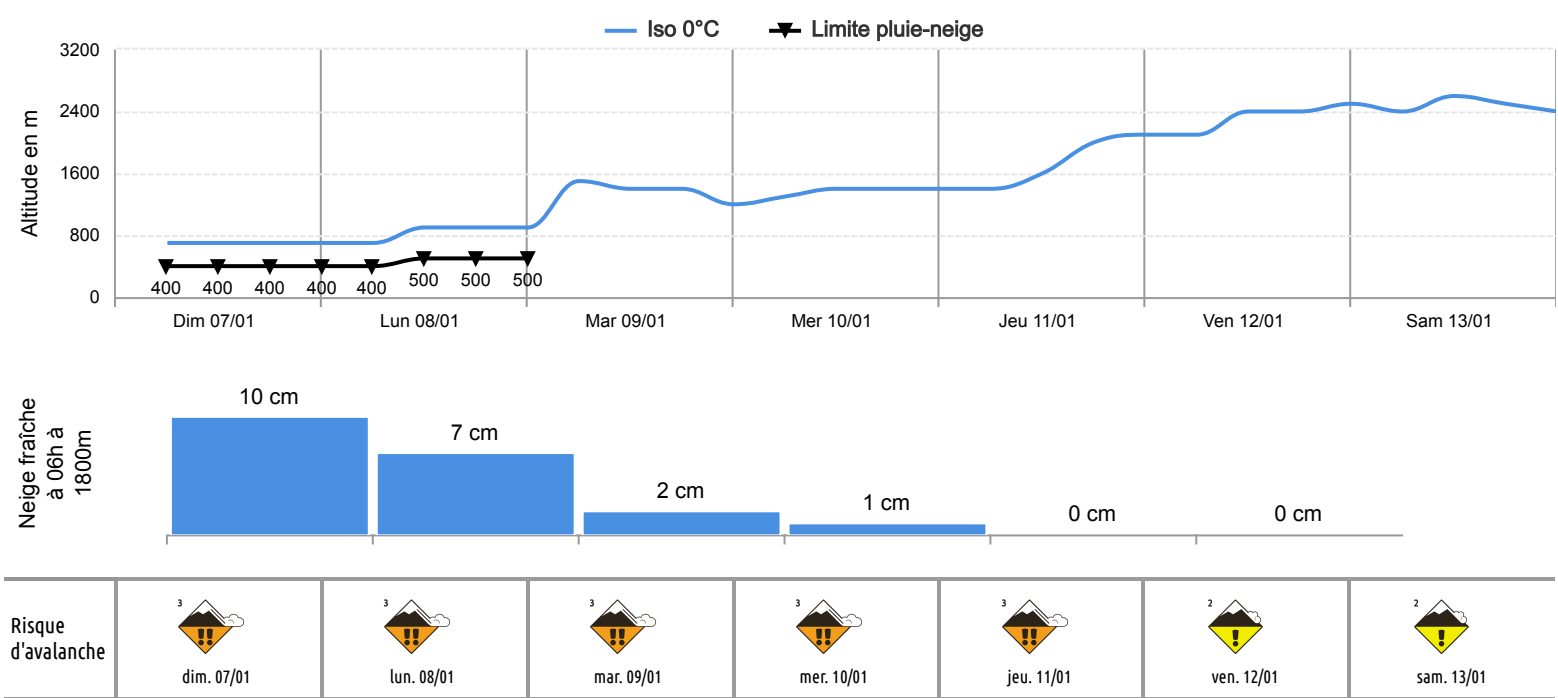 Iso 0°C Limite pluie-neige
Altitude en m
3200
2400
1600
800
0
400 400 400 400 400 500 500 500
Dim 07/01 Lun 08/01 Mar 09/01 Mer 10/01 Jeu 11/01 Ven 12/01 Sam 13/01
Neige fraîche
à 06h à
1800m
10 cm 7 cm 2 cm 1 cm 0 cm 0 cm
Risque
d'avalanche
3 3 3 3 3 2 2
!! !! !! !! !! ! !
dim. 07/01 lun. 08/01 mar. 09/01 mer. 10/01 jeu. 11/01 ven. 12/01 sam. 13/01